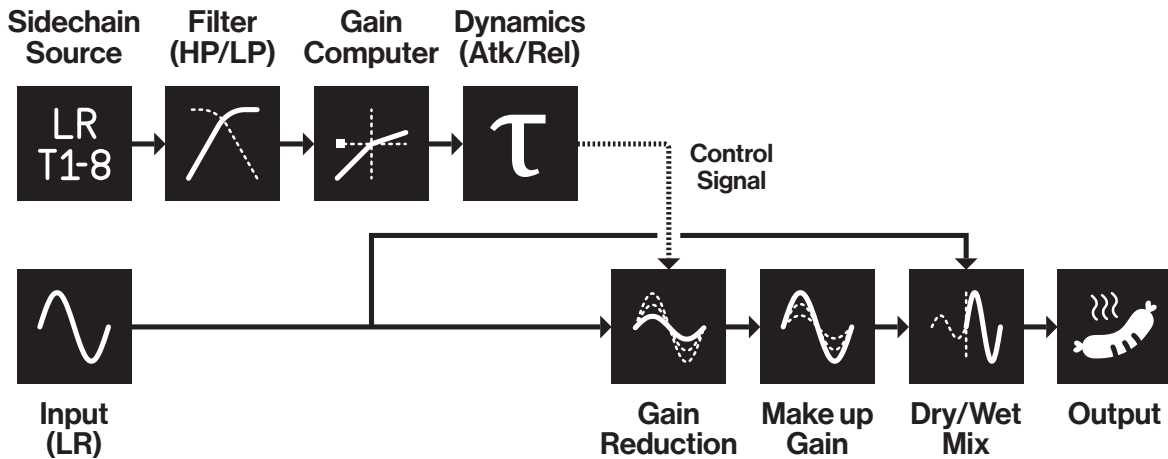 Sidechain
Source
Filter
(HP/LP)
Gain
Computer
Dynamics
(Atk/Rel)
LR
T1-8
τ
Control
Signal
Input
(LR)
Gain
Reduction
Make up
Gain
Dry/Wet
Mix
Output